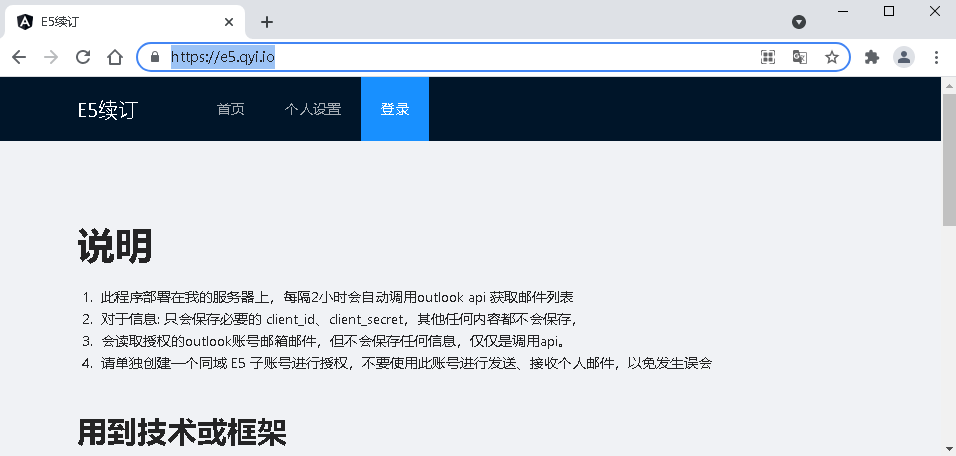 E5续订
https://e5.qyi.io
E5续订 首页 个人设置 登录
说明
1. 此程序部署在我的服务器上，每隔2小时会自动调用outlook api 获取邮件列表
2. 对于信息: 只会保存必要的 client_id、client_secret，其他任何内容都不会保存，
3. 会读取授权的outlook账号邮箱邮件，但不会保存任何信息，仅仅是调用api。
4. 请单独创建一个同域 E5 子账号进行授权，不要使用此账号进行发送、接收个人邮件，以免发生误会
用到技术或框架